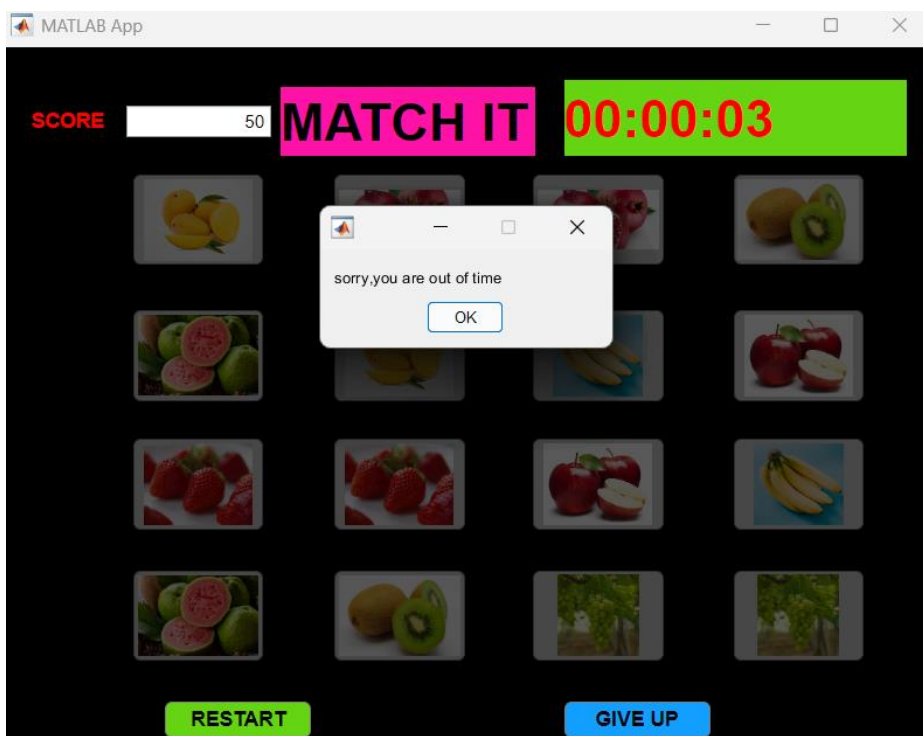 MATLAB App
SCORE
50
MATCH IT
00:00:03
sorry,you are out of time
OK
RESTART
GIVE UP